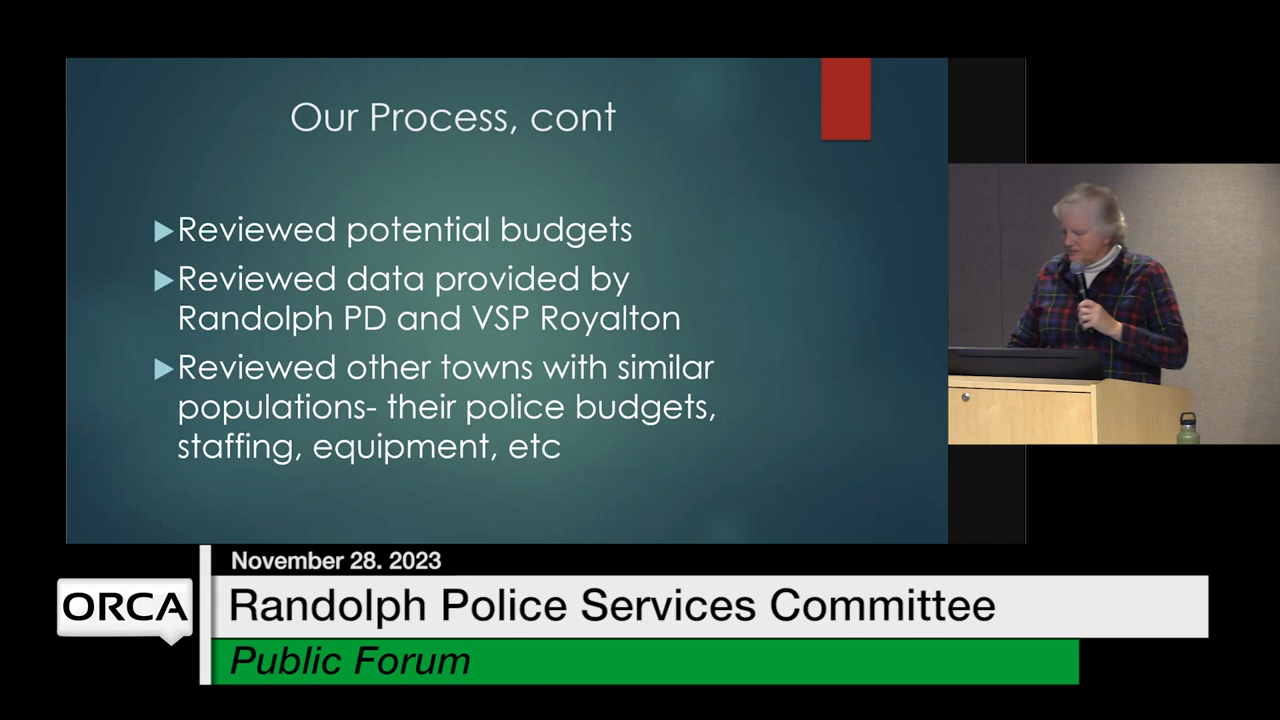 Our Process, cont
Reviewed potential budgets
Reviewed data provided by
Randolph PD and VSP Royalton
Reviewed other towns with similar
populations- their police budgets,
staffing, equipment, etc
November 28. 2023
ORCA
Randolph Police Services Committee
Public Forum